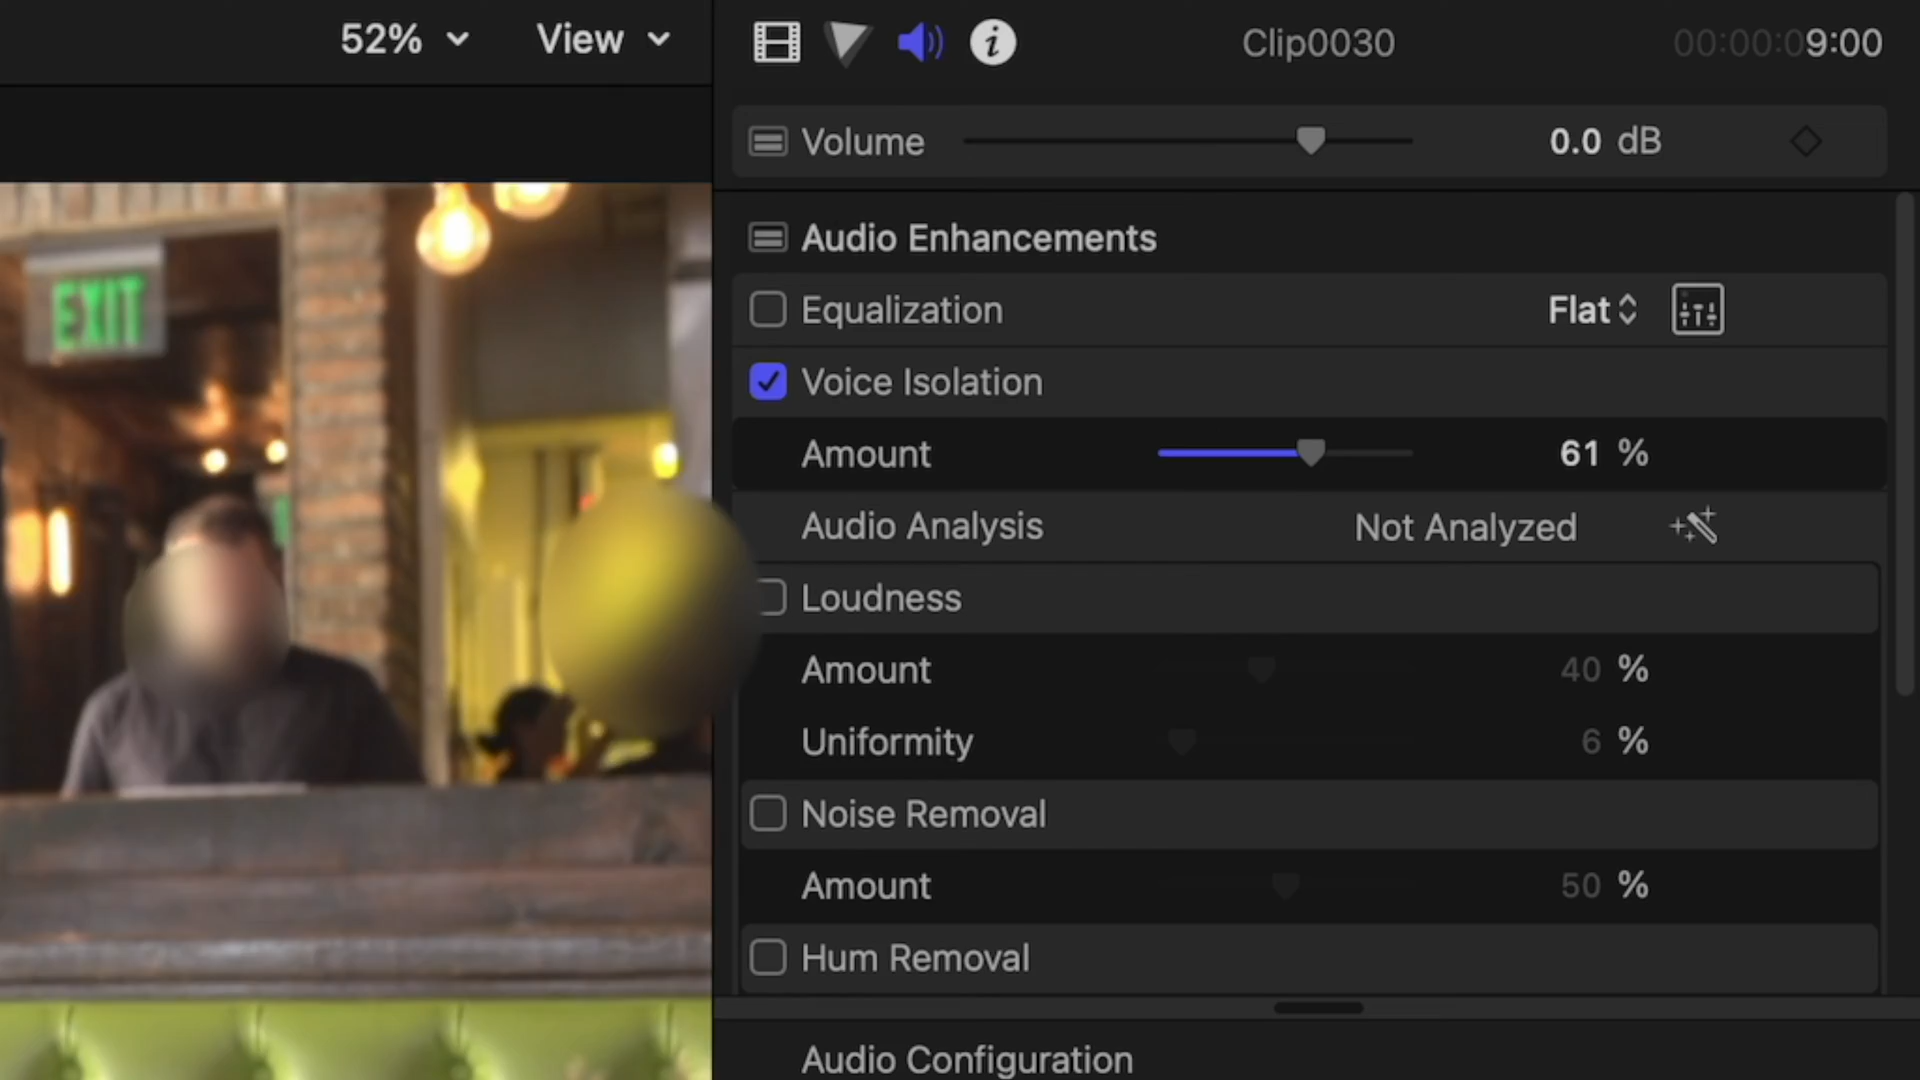 52%
View
Clip0030
00:00:09:00
Volume
0.0 dB
Audio Enhancements
EXIT
Equalization
Flat
Voice Isolation
Amount
61 %
Audio Analysis
Not Analyzed
Loudness
Amount
40 %
Uniformity
6 %
Noise Removal
Amount
50 %
Hum Removal
Audio Configuration